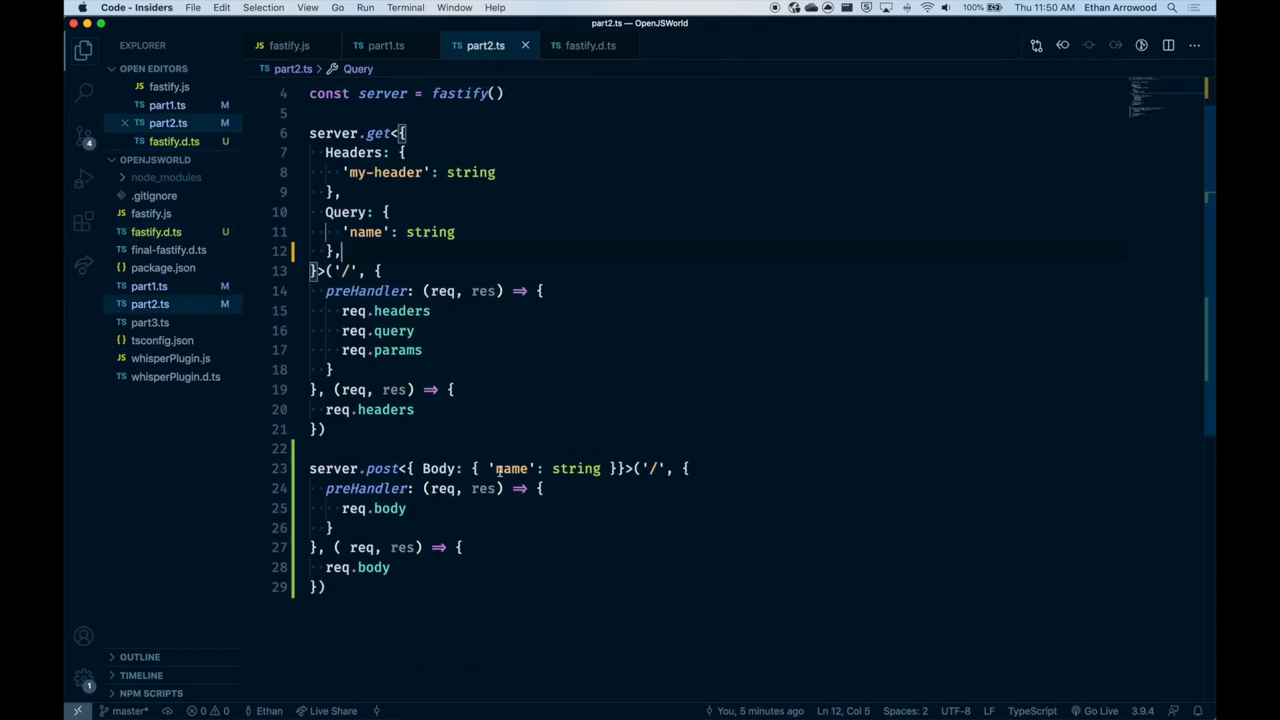 Code - Insiders File Edit Selection View Go Run Terminal Window Help 100% Thu 11:50 AM Ethan Arrowood
part2.ts — OpenJSWorld
EXPLORER
JS fastify.js TS part1.ts TS part2.ts × TS fastify.d.ts
TS part2.ts > Query
OPEN EDITORS
JS fastify.js
TS part1.ts M
× TS part2.ts M
TS fastify.d.ts U
OPENJSWORLD
node_modules
.gitignore
JS fastify.js
TS fastify.d.ts U
TS final-fastify.d.ts
package.json
TS part1.ts M
TS part2.ts M
TS part3.ts
tsconfig.json
JS whisperPlugin.js
TS whisperPlugin.d.ts
OUTLINE
TIMELINE
NPM SCRIPTS
4
1
4 const server = fastify()
5
6 server.get<{
7 Headers: {
8 'my-header': string
9 },
10 Query: {
11 'name': string
12 },
13 }>('/', {
14 preHandler: (req, res) => {
15 req.headers
16 req.query
17 req.params
18 }
19 }, (req, res) => {
20 req.headers
21 })
22
23 server.post<{ Body: { 'name': string }}>('/', {
24 preHandler: (req, res) => {
25 req.body
26 }
27 }, ( req, res) => {
28 req.body
29 })
master* 0 0 Ethan Live Share You, 5 minutes ago Ln 12, Col 5 Spaces: 2 UTF-8 LF TypeScript Go Live 3.9.4